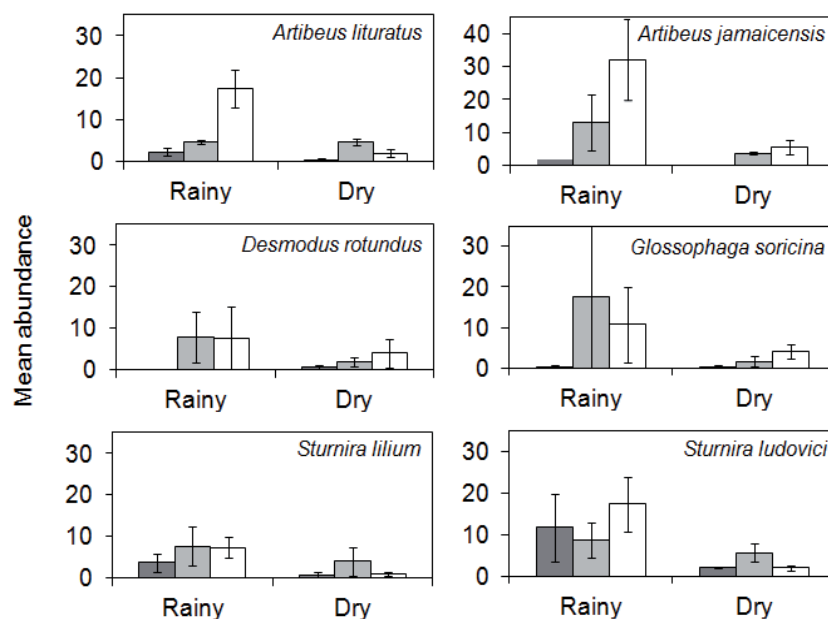 Mean abundance
Artibeus lituratus
30
20
10
0
Rainy Dry
Artibeus jamaicensis
40
30
20
10
0
Rainy Dry
Desmodus rotundus
30
20
10
0
Rainy Dry
Glossophaga soricina
30
20
10
0
Rainy Dry
Sturnira lilium
30
20
10
0
Rainy Dry
Sturnira ludovici
30
20
10
0
Rainy Dry